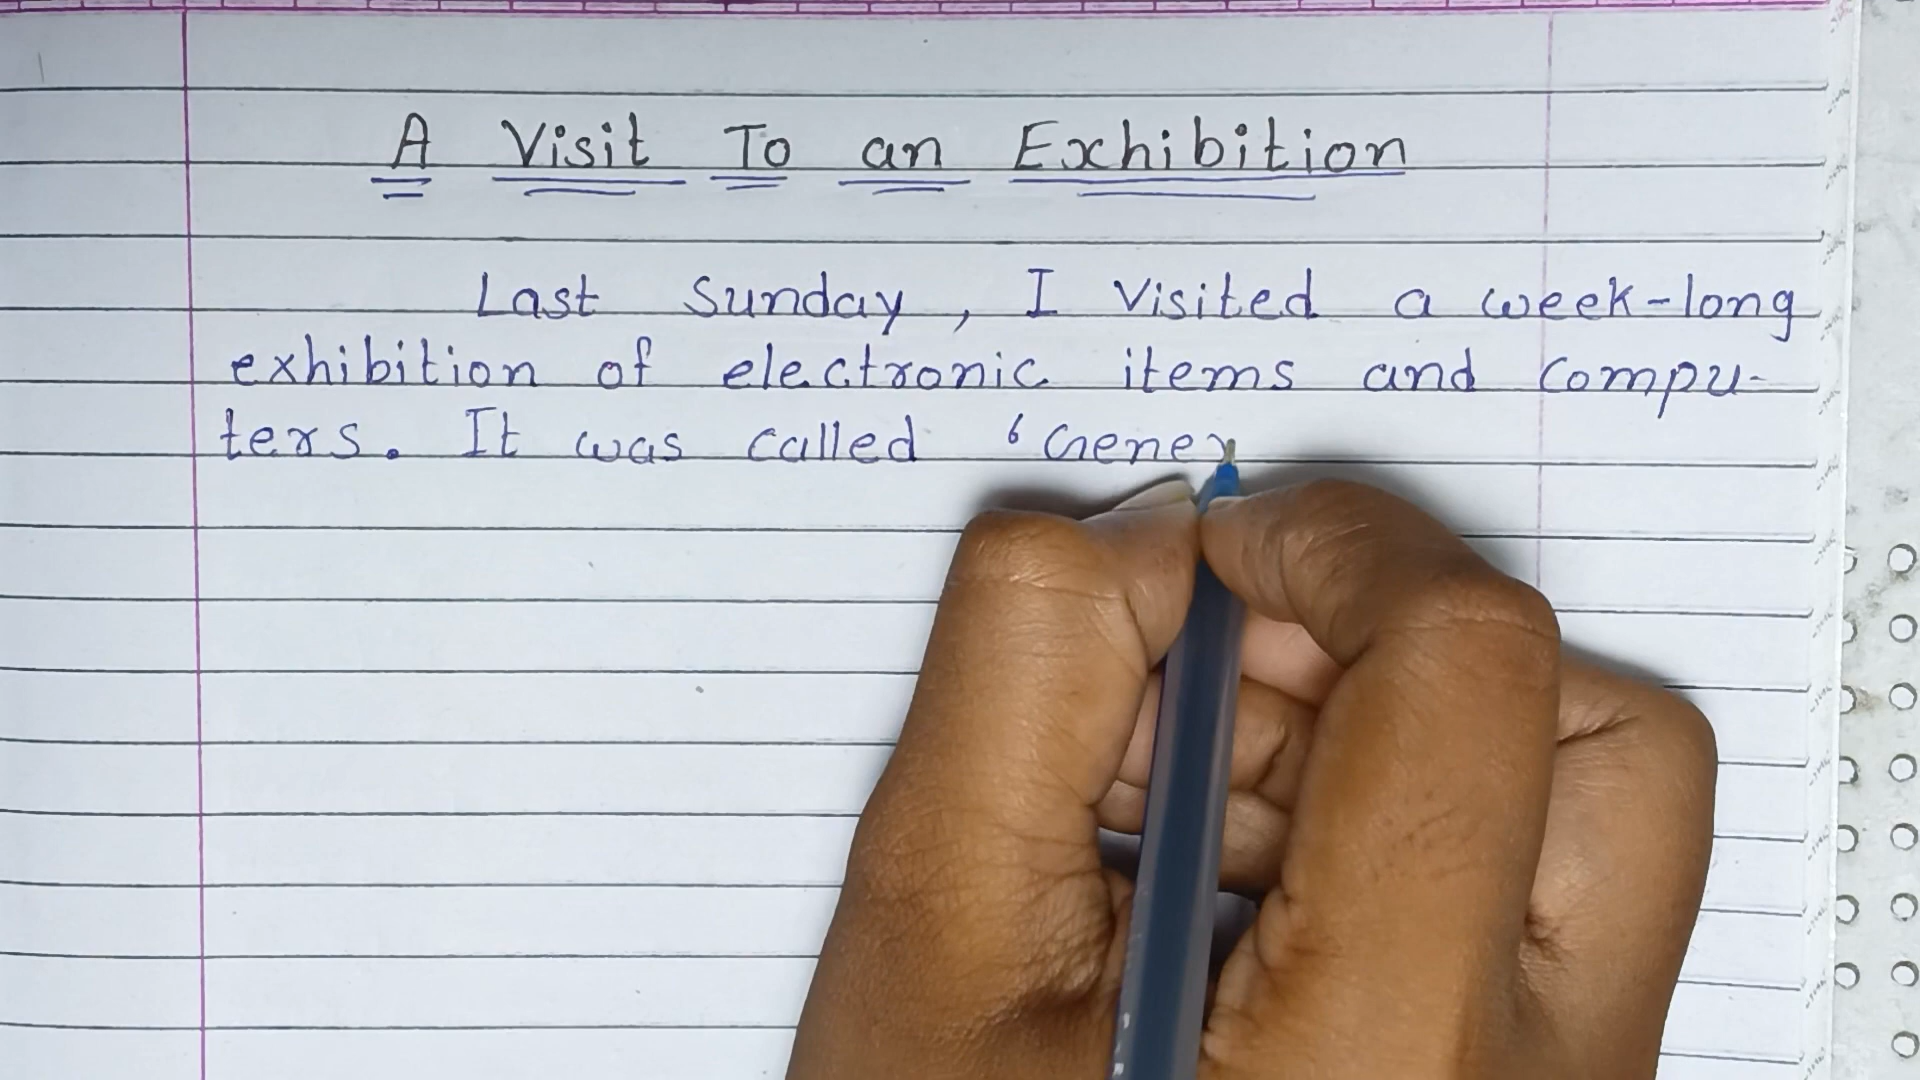 A Visit To an Exhibition
Last Sunday, I Visited a week-long
exhibition of electronic items and compu-
ters. It was called ‘Gener